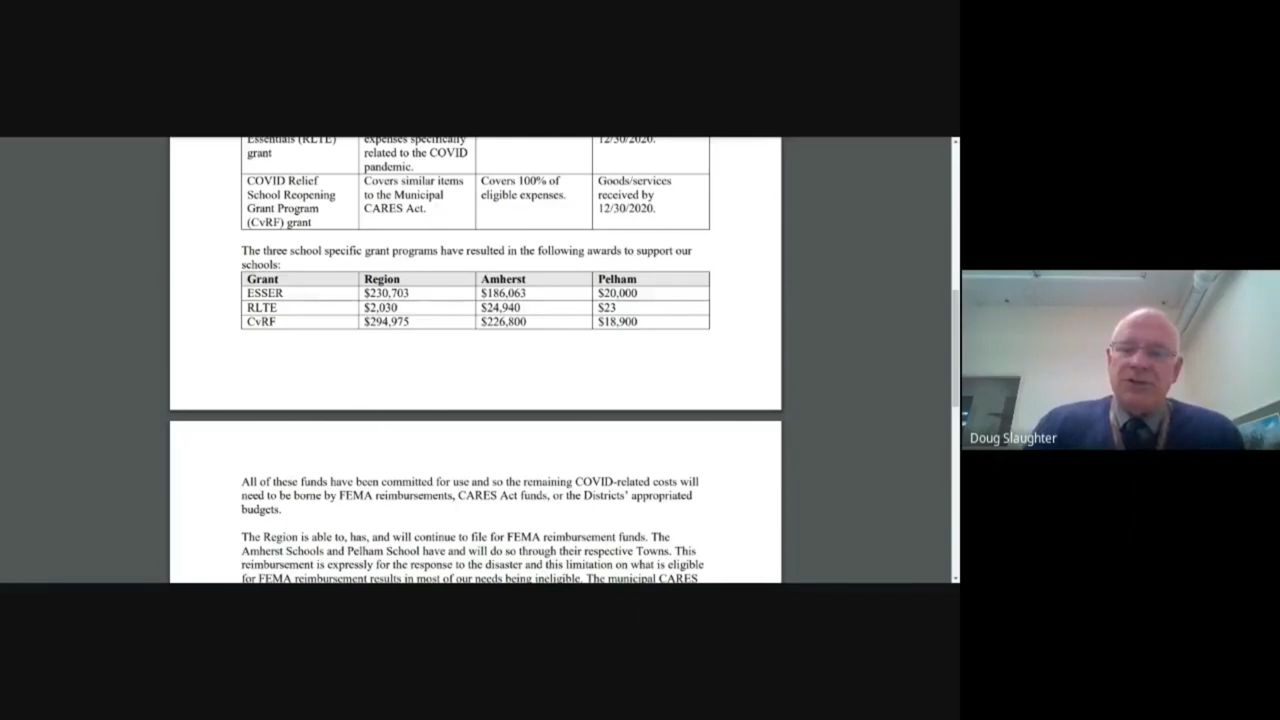 Essentials (RLTE) expenses specifically 12/30/2020.
grant related to the COVID
pandemic.
COVID Relief Covers similar items Covers 100% of Goods/services
School Reopening to the Municipal eligible expenses. received by
Grant Program CARES Act. 12/30/2020.
(CvRF) grant
The three school specific grant programs have resulted in the following awards to support our
schools:
Grant Region Amherst Pelham
ESSER $230,703 $186,063 $20,000
RLTE $2,030 $24,940 $23
CvRF $294,975 $226,800 $18,900
All of these funds have been committed for use and so the remaining COVID-related costs will
need to be borne by FEMA reimbursements, CARES Act funds, or the Districts' appropriated
budgets.
The Region is able to, has, and will continue to file for FEMA reimbursement funds. The
Amherst Schools and Pelham School have and will do so through their respective Towns. This
reimbursement is expressly for the response to the disaster and this limitation on what is eligible
for FEMA reimbursement results in most of our needs being ineligible. The municipal CARES
Doug Slaughter